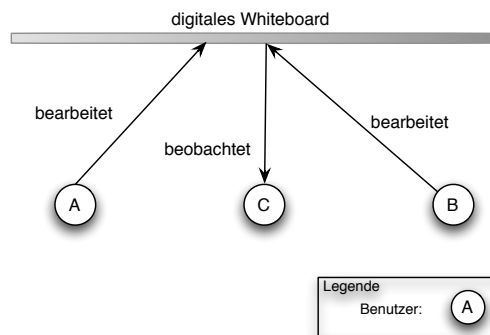 digitales Whiteboard
bearbeitet
bearbeitet
beobachtet
A
C
B
Legende
Benutzer:
A